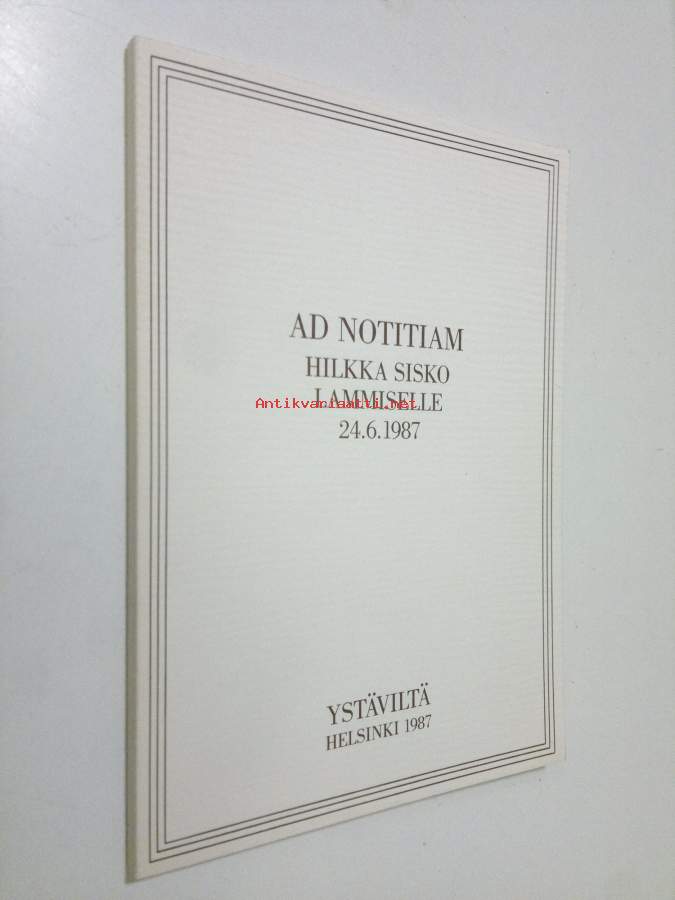 AD NOTITIAM
HILKKA SISKO
LAMMISELLE
Antikvariaatti.net
24.6.1987
YSTÄVILTÄ
HELSINKI 1987